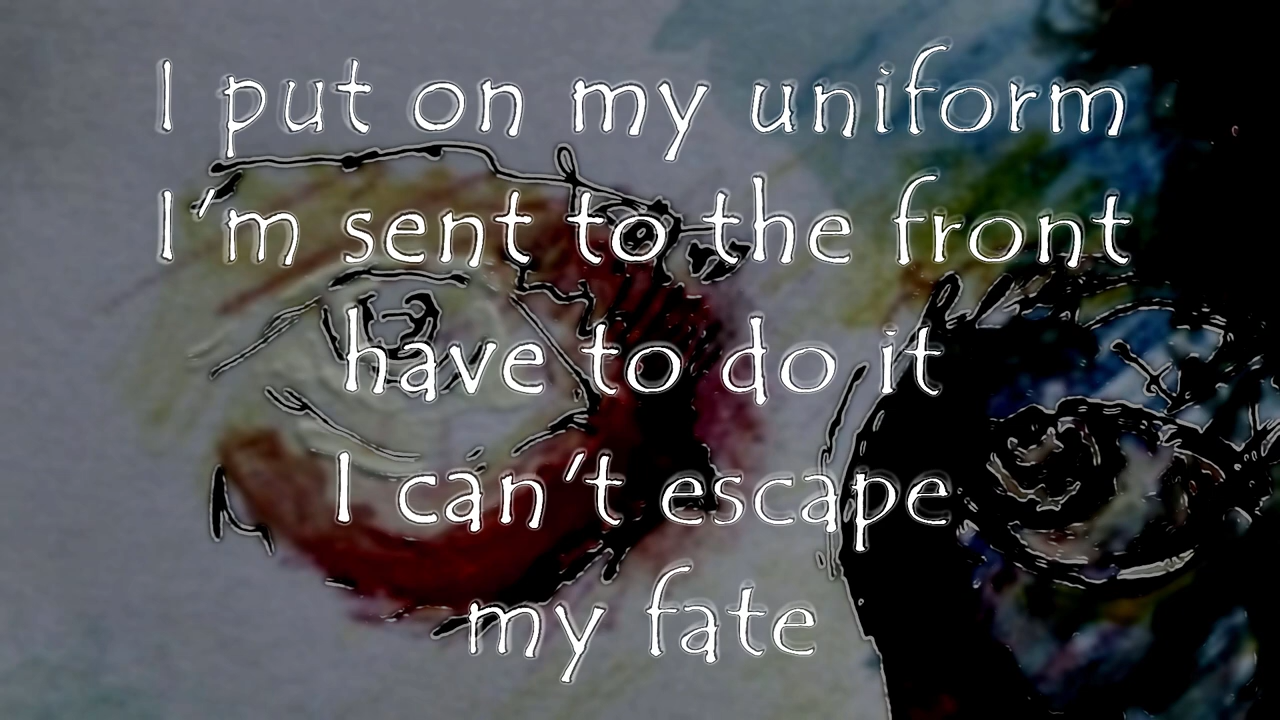 I put on my uniform
I'm sent to the front
have to do it
I can't escape
my fate